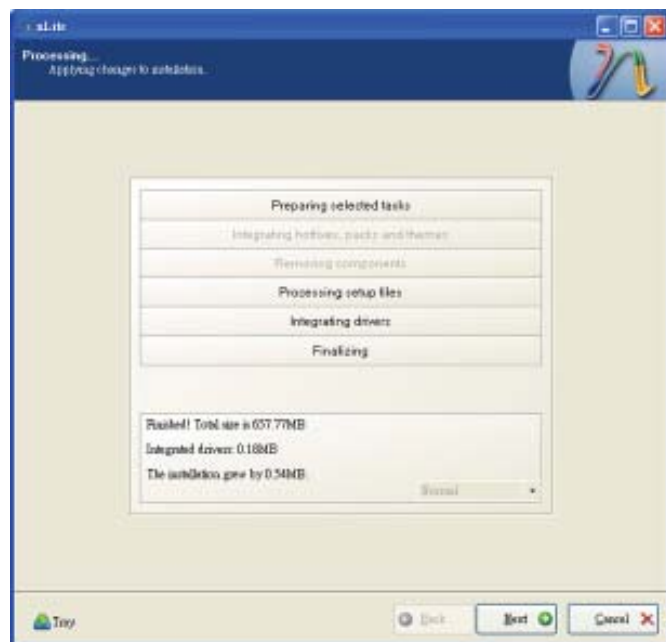 nLite
Processing...
Applying changes to installation.
Preparing selected tasks
Integrating hotfixes, packs and themes
Removing components
Processing setup files
Integrating drivers
Finalizing
Finished! Total size is 657.77MB
Integrated drivers: 0.18MB
The installation grew by 0.54MB.
Normal
Tray
Back
Next
Cancel